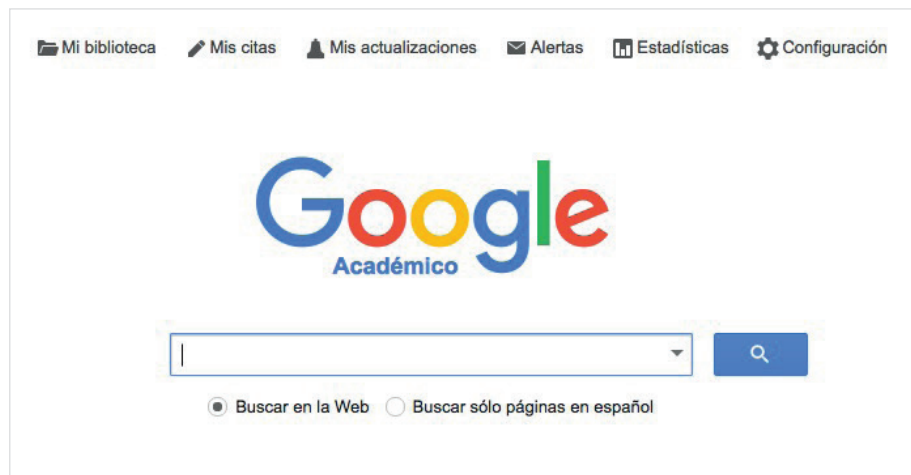 Mi biblioteca Mis citas Mis actualizaciones Alertas Estadísticas Configuración
Google
Académico
Buscar en la Web Buscar sólo páginas en español